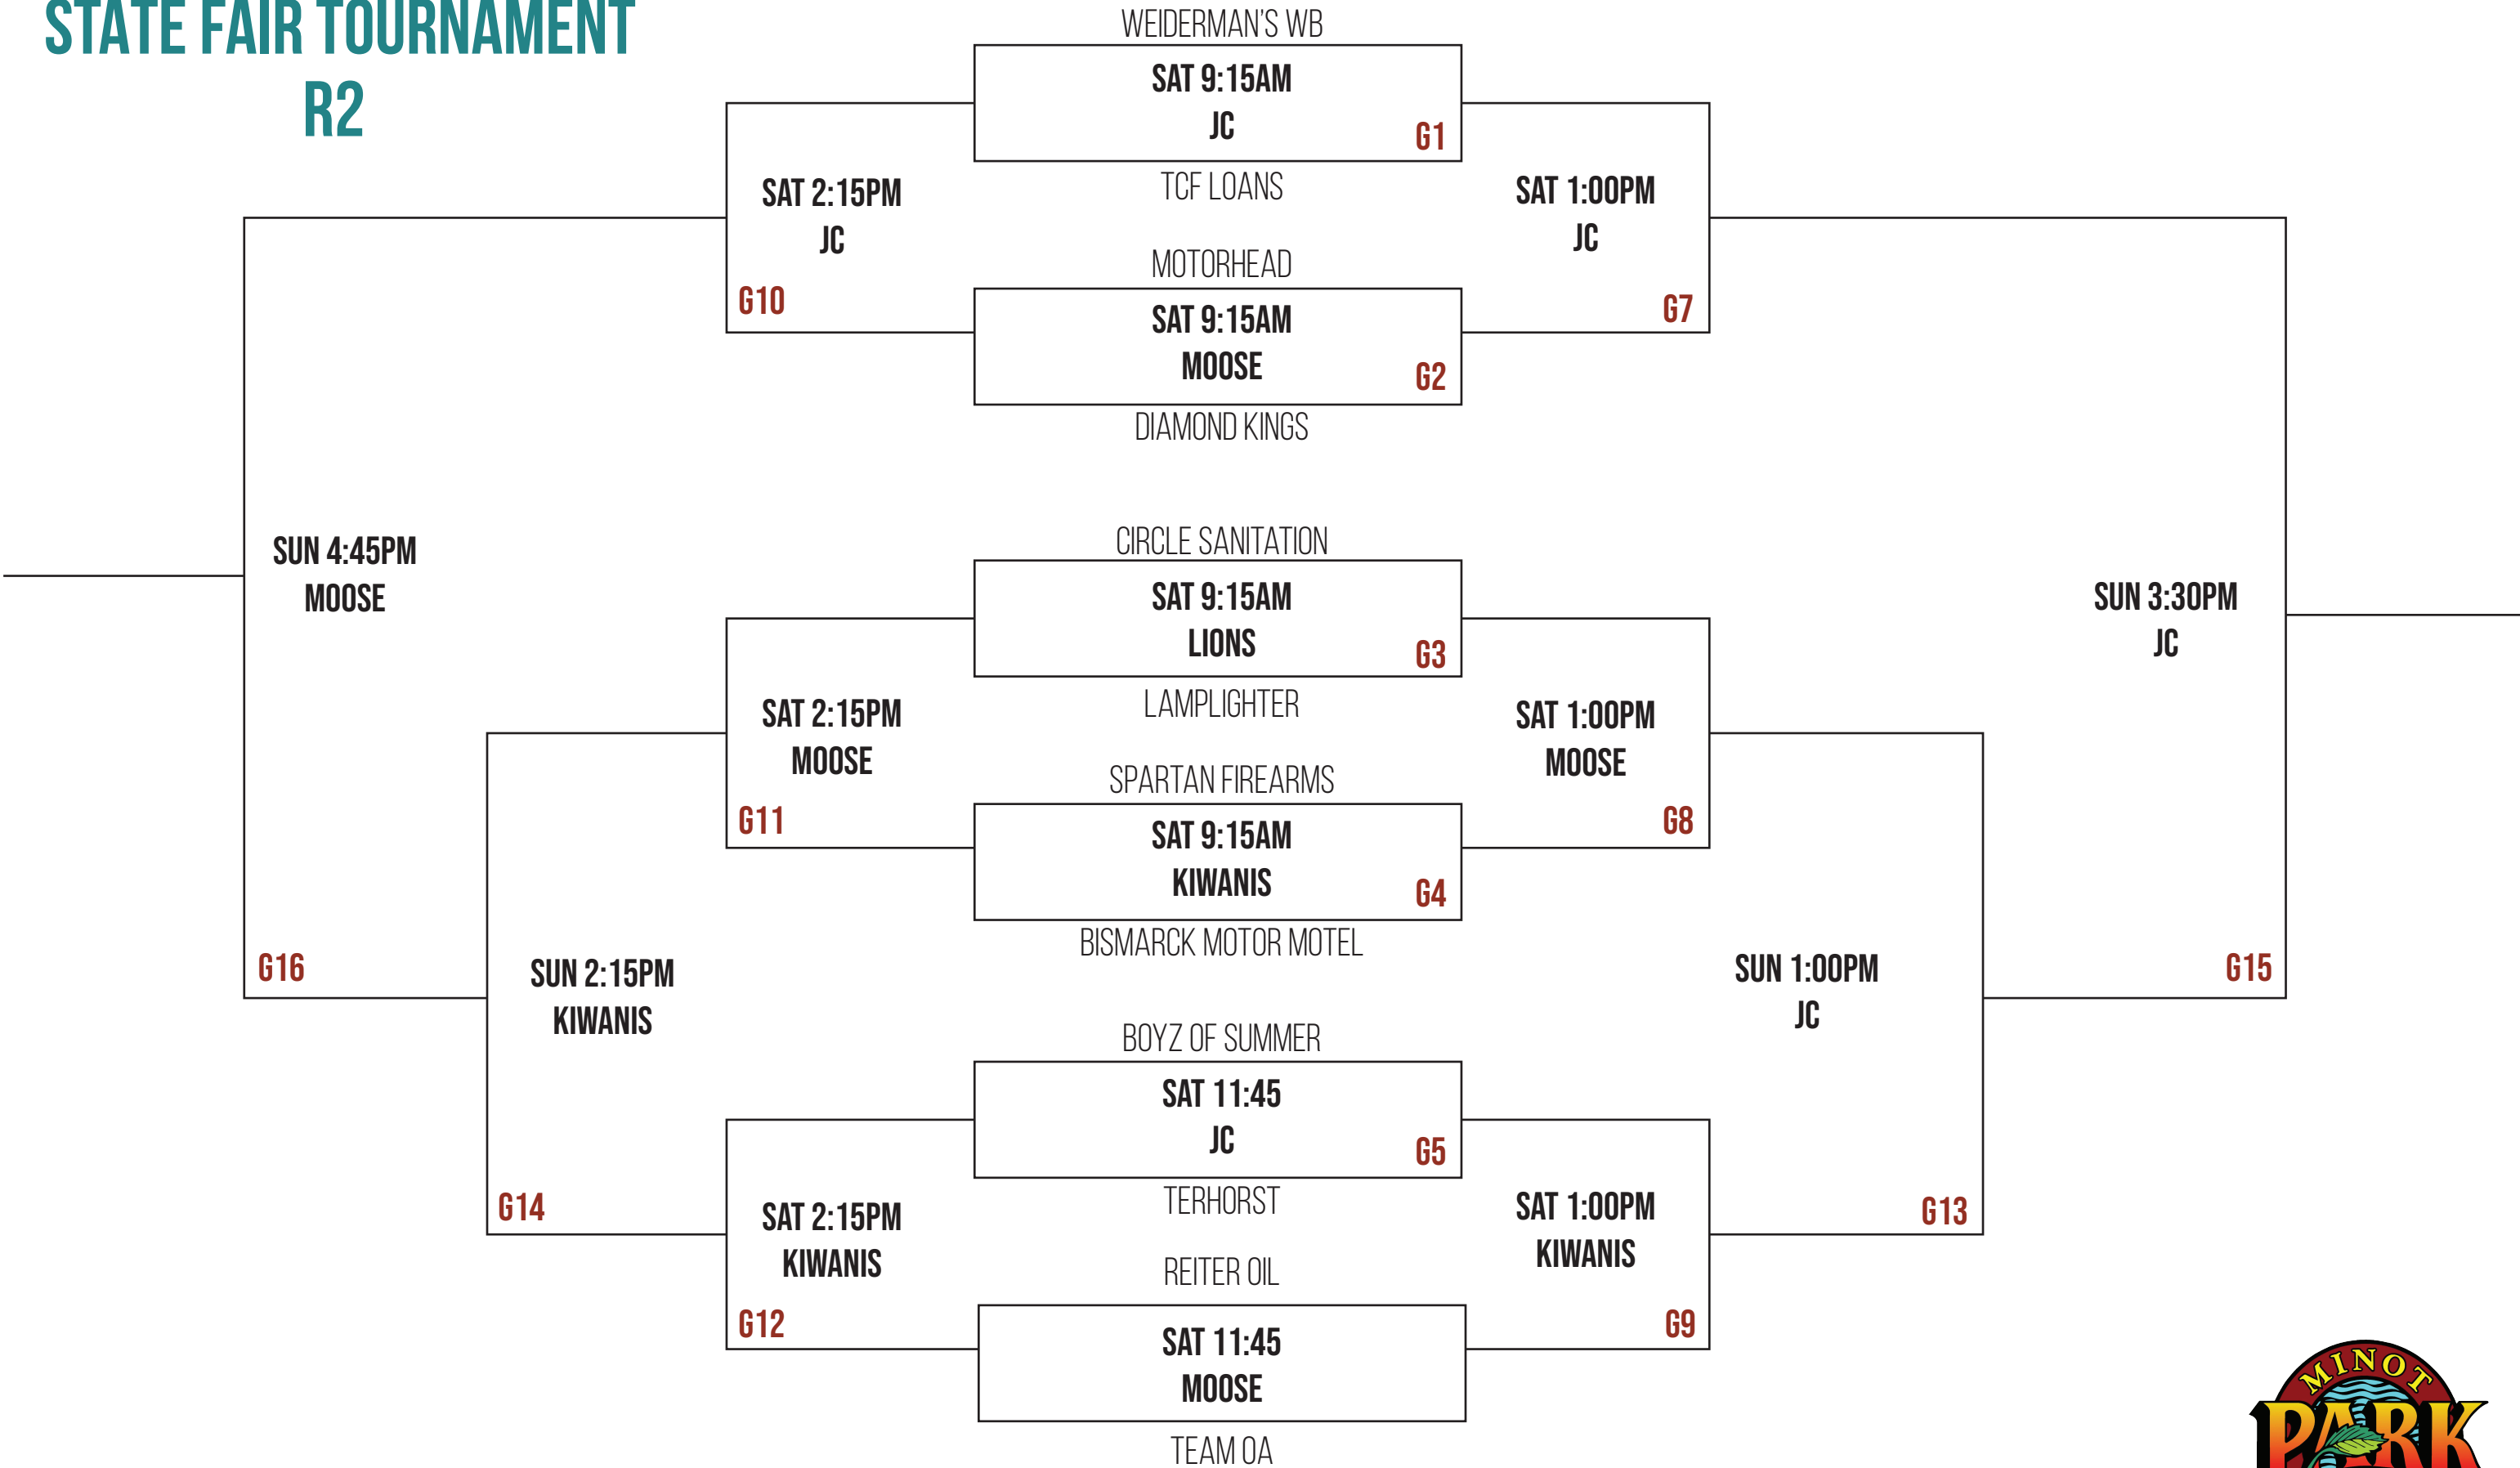 STATE FAIR TOURNAMENT
R2
WEIDERMAN'S WB
SAT 9:15AM
JC
G1
TCF LOANS
SAT 2:15PM
JC
G10
SAT 1:00PM
JC
G7
MOTORHEAD
SAT 9:15AM
MOOSE
G2
DIAMOND KINGS
SUN 4:45PM
MOOSE
G16
CIRCLE SANITATION
SAT 9:15AM
LIONS
G3
LAMPLIGHTER
SAT 2:15PM
MOOSE
G11
SAT 1:00PM
MOOSE
G8
SUN 3:30PM
JC
G15
SPARTAN FIREARMS
SAT 9:15AM
KIWANIS
G4
BISMARCK MOTOR MOTEL
SUN 2:15PM
KIWANIS
G14
SUN 1:00PM
JC
G13
BOYZ OF SUMMER
SAT 11:45
JC
G5
TERHORST
SAT 2:15PM
KIWANIS
G12
SAT 1:00PM
KIWANIS
G9
REITER OIL
SAT 11:45
MOOSE
TEAM OA
MINOT
PARK